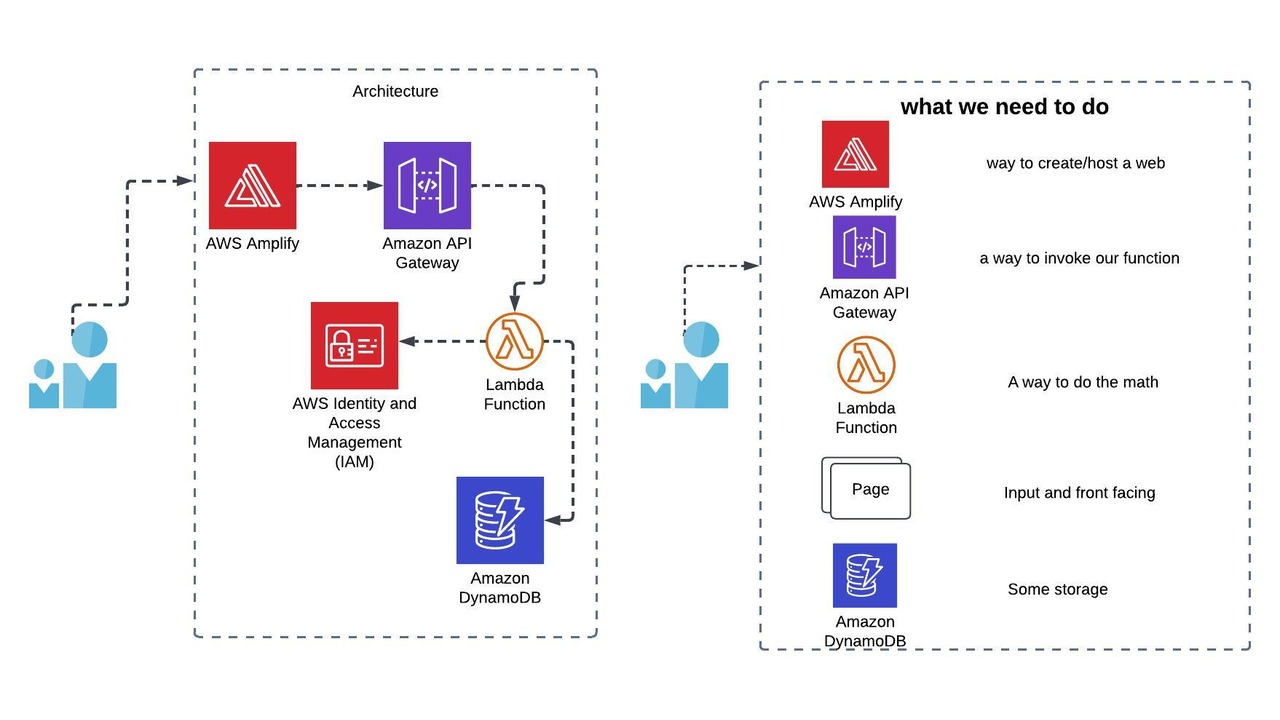 Architecture
AWS Amplify
Amazon API
Gateway
AWS Identity and
Access
Management
(IAM)
Lambda
Function
Amazon
DynamoDB
what we need to do
AWS Amplify
way to create/host a web
Amazon API
Gateway
a way to invoke our function
Lambda
Function
A way to do the math
Page
Input and front facing
Amazon
DynamoDB
Some storage